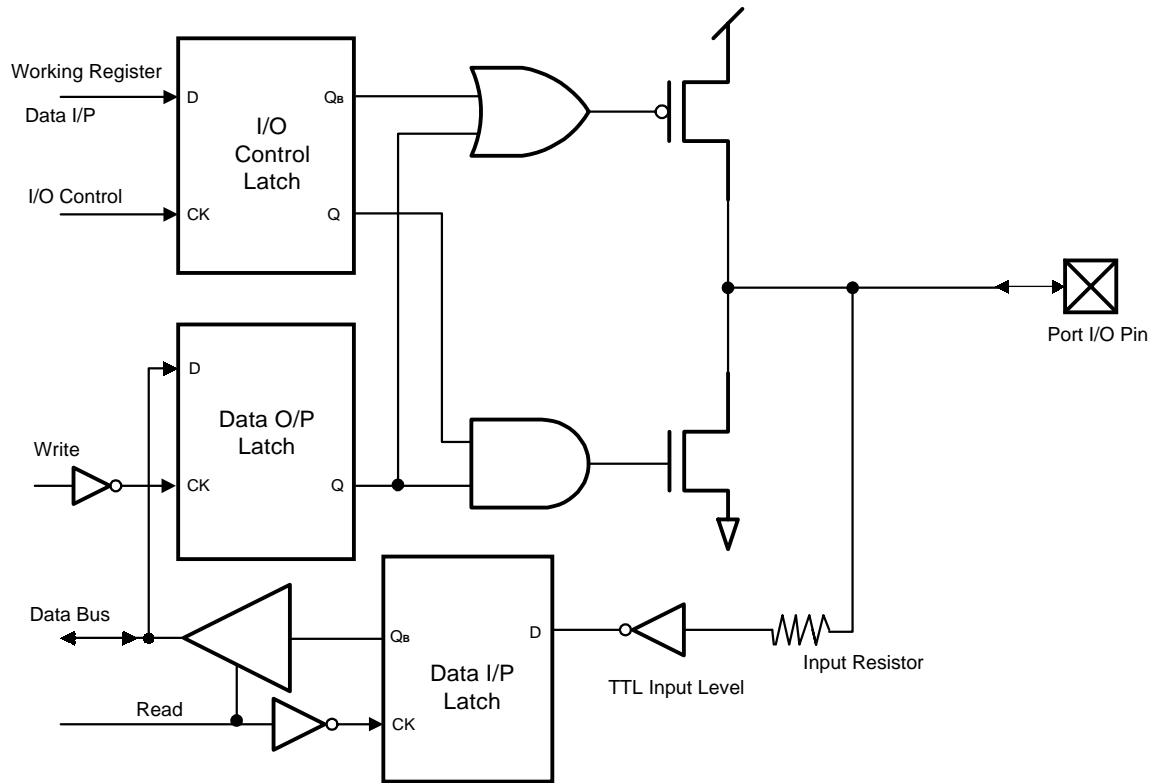 Working Register
D
Data I/P
QB
I/O
Control
Latch
I/O Control
CK
Q
Port I/O Pin
D
Data O/P
Latch
Write
CK
Q
Data Bus
QB
D
Data I/P
Latch
Input Resistor
TTL Input Level
Read
CK